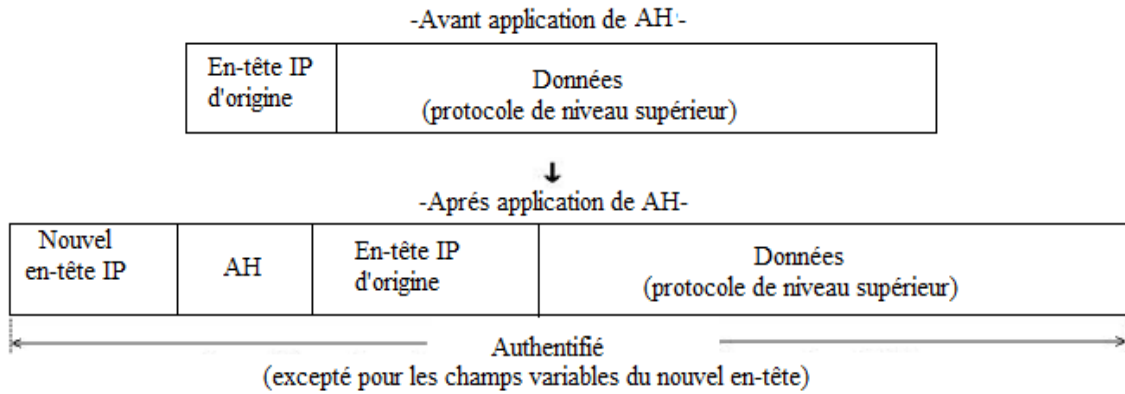 -Avant application de AH-
En-tête IP
d'origine
Données
(protocole de niveau supérieur)
-Aprés application de AH-
Nouvel
en-tête IP
AH
En-tête IP
d'origine
Données
(protocole de niveau supérieur)
Authentifié
(excepté pour les champs variables du nouvel en-tête)